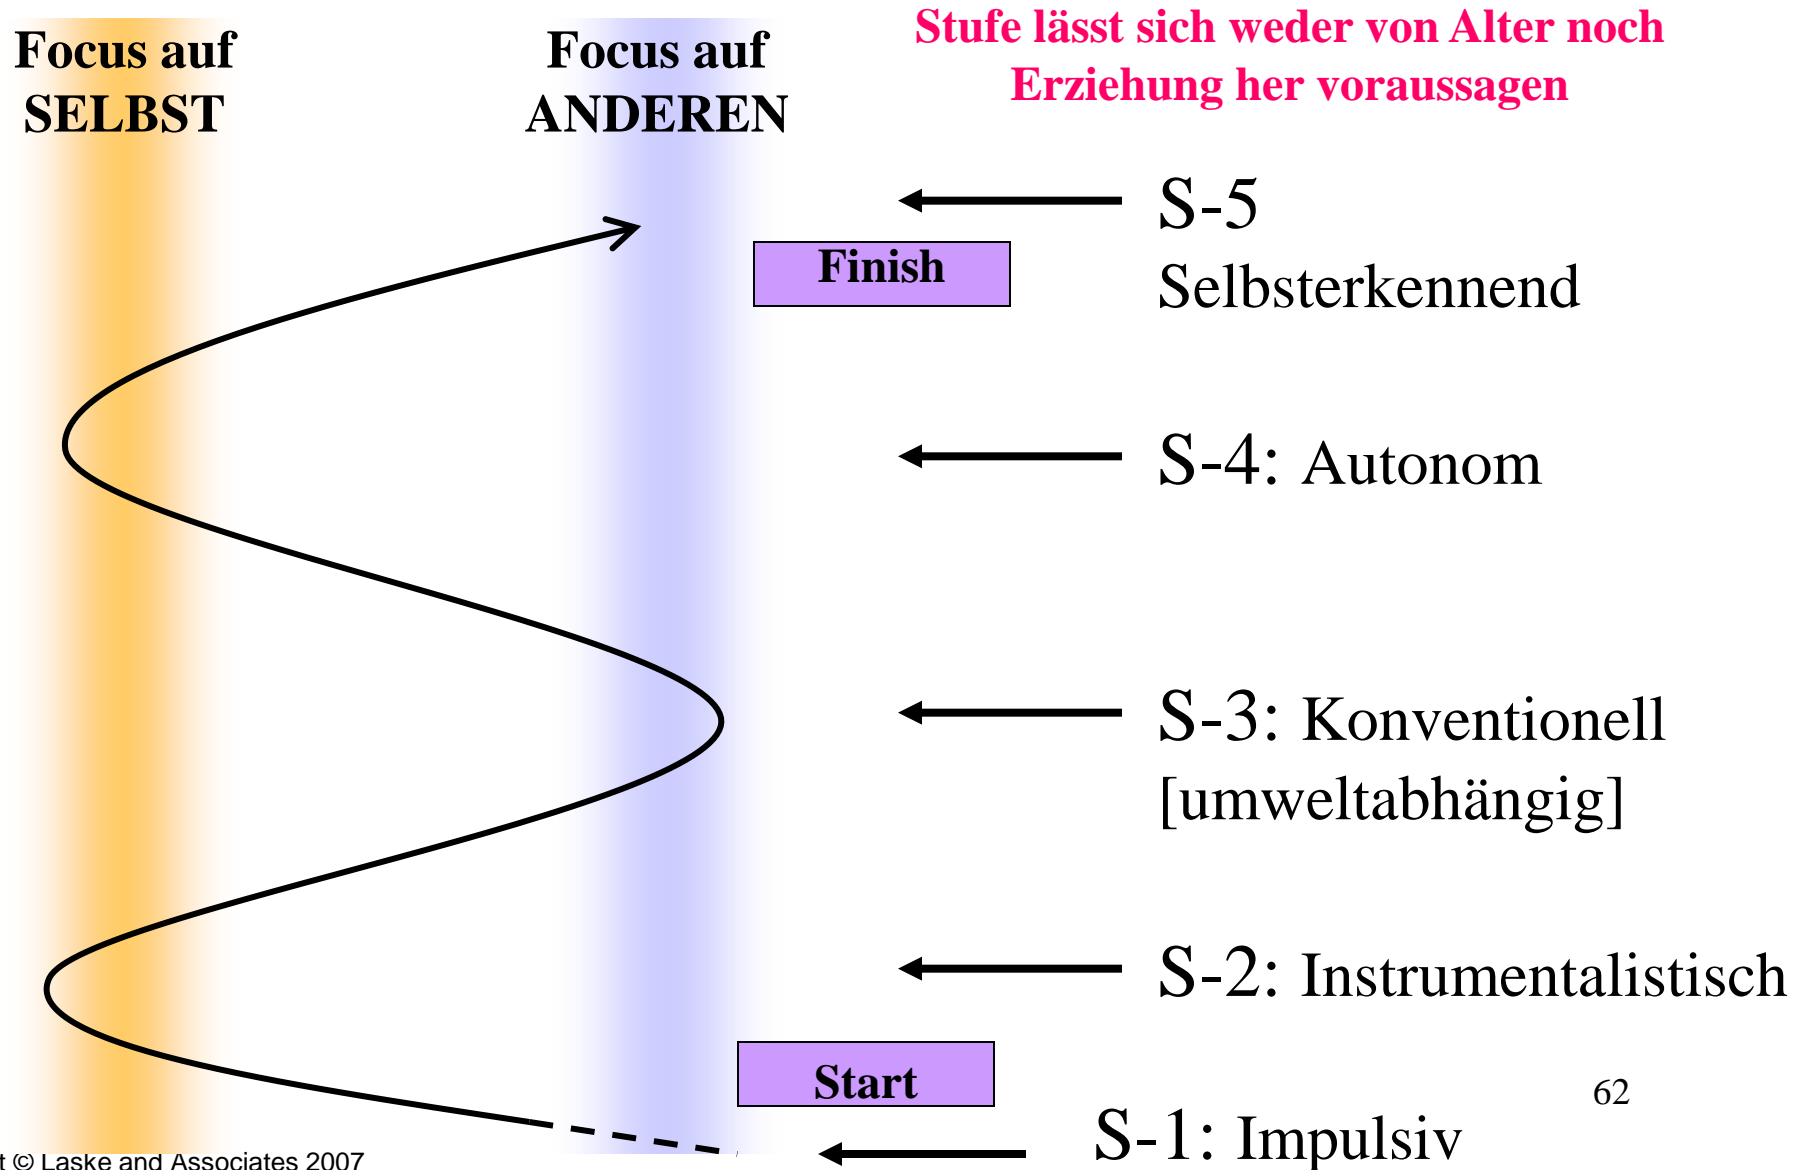 Focus auf
SELBST
Focus auf
ANDEREN
Stufe lässt sich weder von Alter noch
Erziehung her voraussagen
S-5
Selbsterkennend
Finish
S-4: Autonom
S-3: Konventionell
[umweltabhängig]
S-2: Instrumentalistisch
Start
62
S-1: Impulsiv
t © Laske and Associates 2007